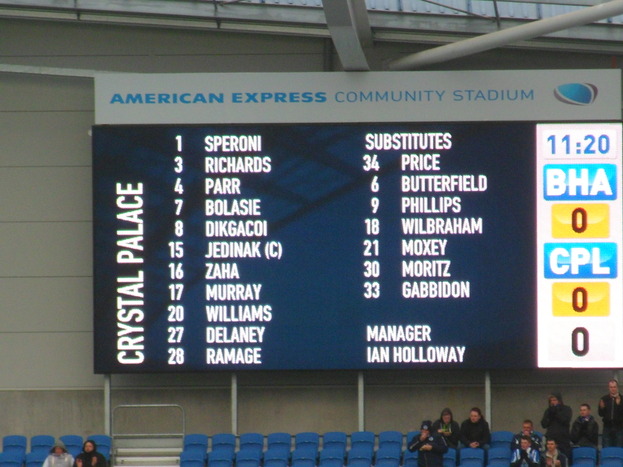 AMERICAN EXPRESS COMMUNITY STADIUM
CRYSTAL PALACE
1 SPERONI
3 RICHARDS
4 PARR
7 BOLASIE
8 DIKGACOI
15 JEDINAK (C)
16 ZAHA
17 MURRAY
20 WILLIAMS
27 DELANEY
28 RAMAGE
SUBSTITUTES
34 PRICE
6 BUTTERFIELD
9 PHILLIPS
18 WILBRAHAM
21 MOXEY
30 MORITZ
33 GABBIDON
MANAGER
IAN HOLLOWAY
11:20
BHA
0
CPL
0
0